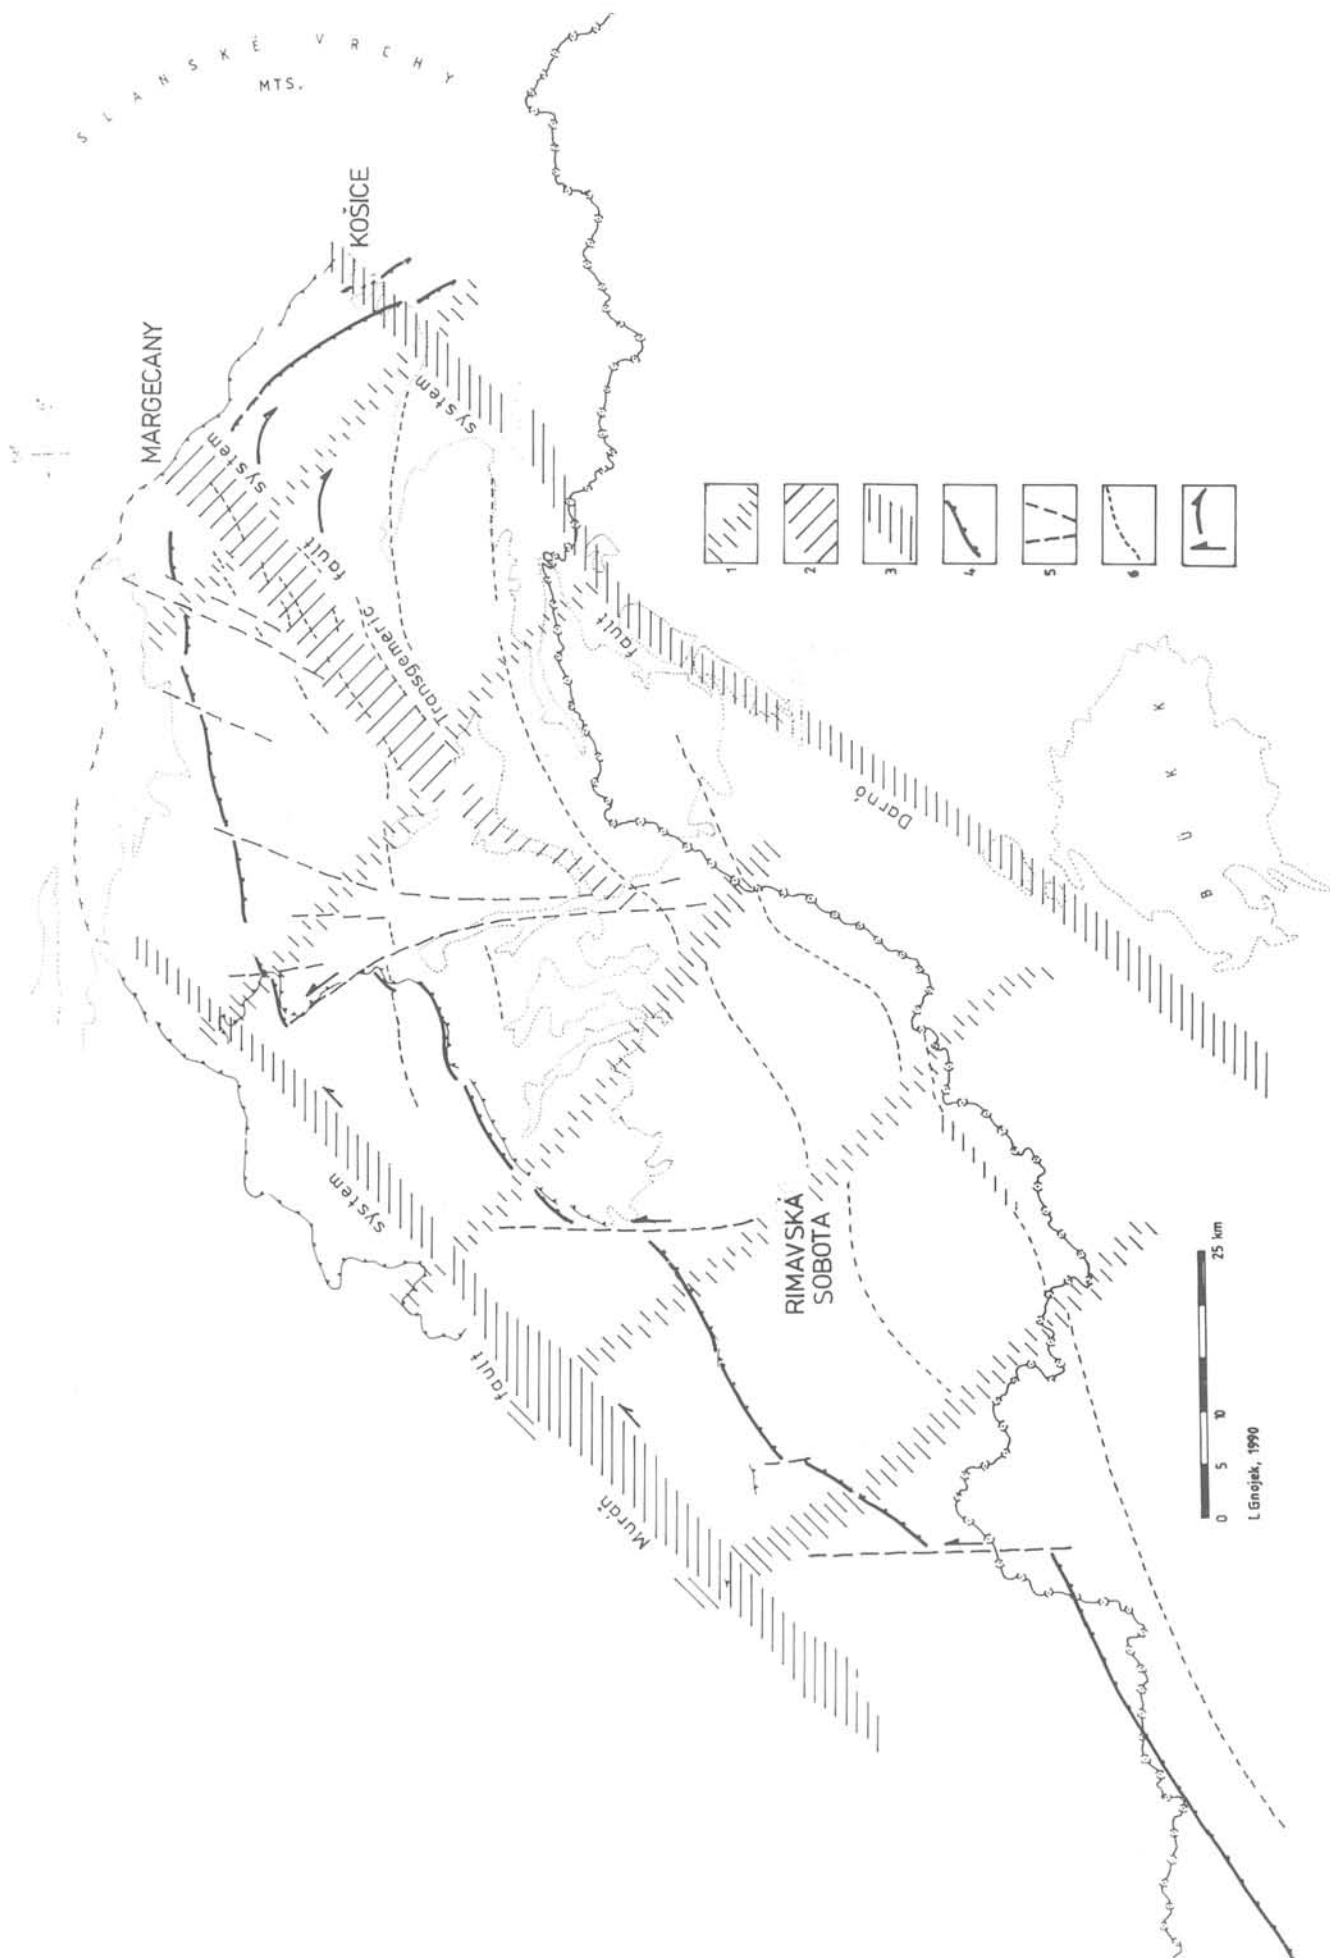 SLANSKÉ VRCHY
MTS.
KOŠICE
MARGECANY
system
fault
Transgemeric
system
fault
Darnó
system
fault
Muráň
RIMAVSKA
SOBOTA
BUKK
1
2
3
4
5
6
0 5 10 25 km
I. Gnojek, 1990